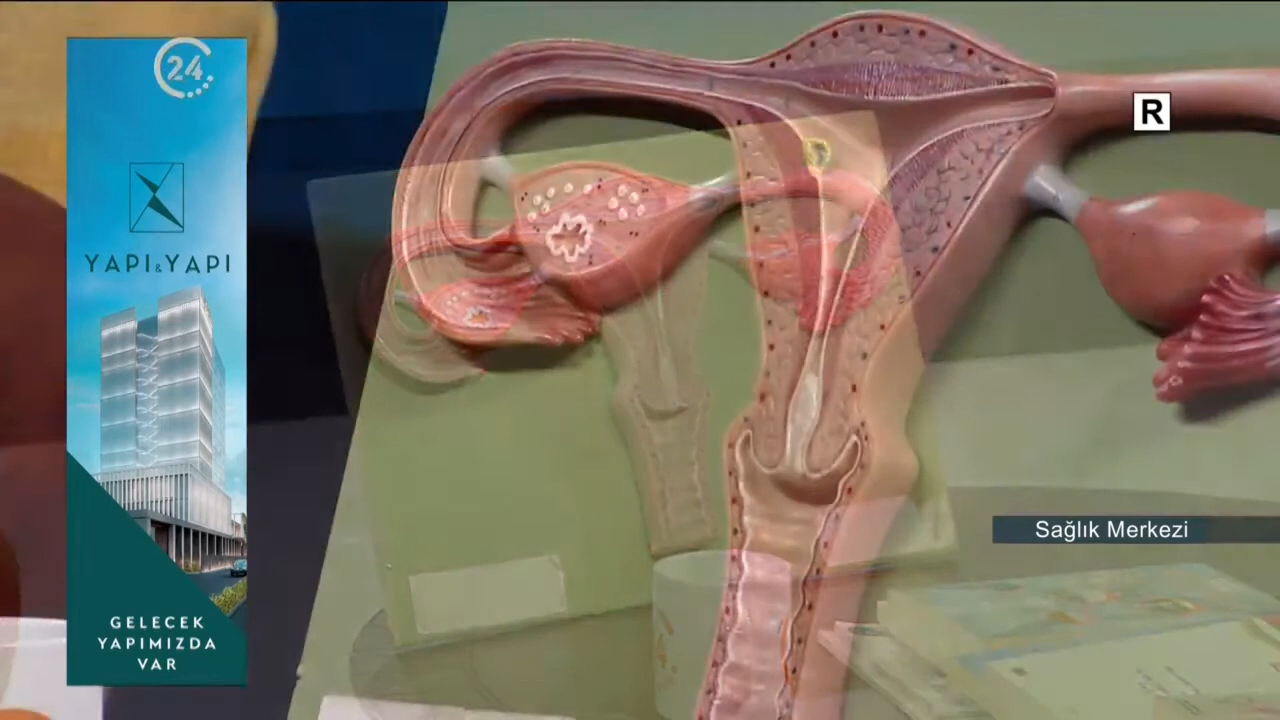 24
YAPI&YAPI
GELECEK
YAPIMIZDA
VAR
R
Sağlık Merkezi